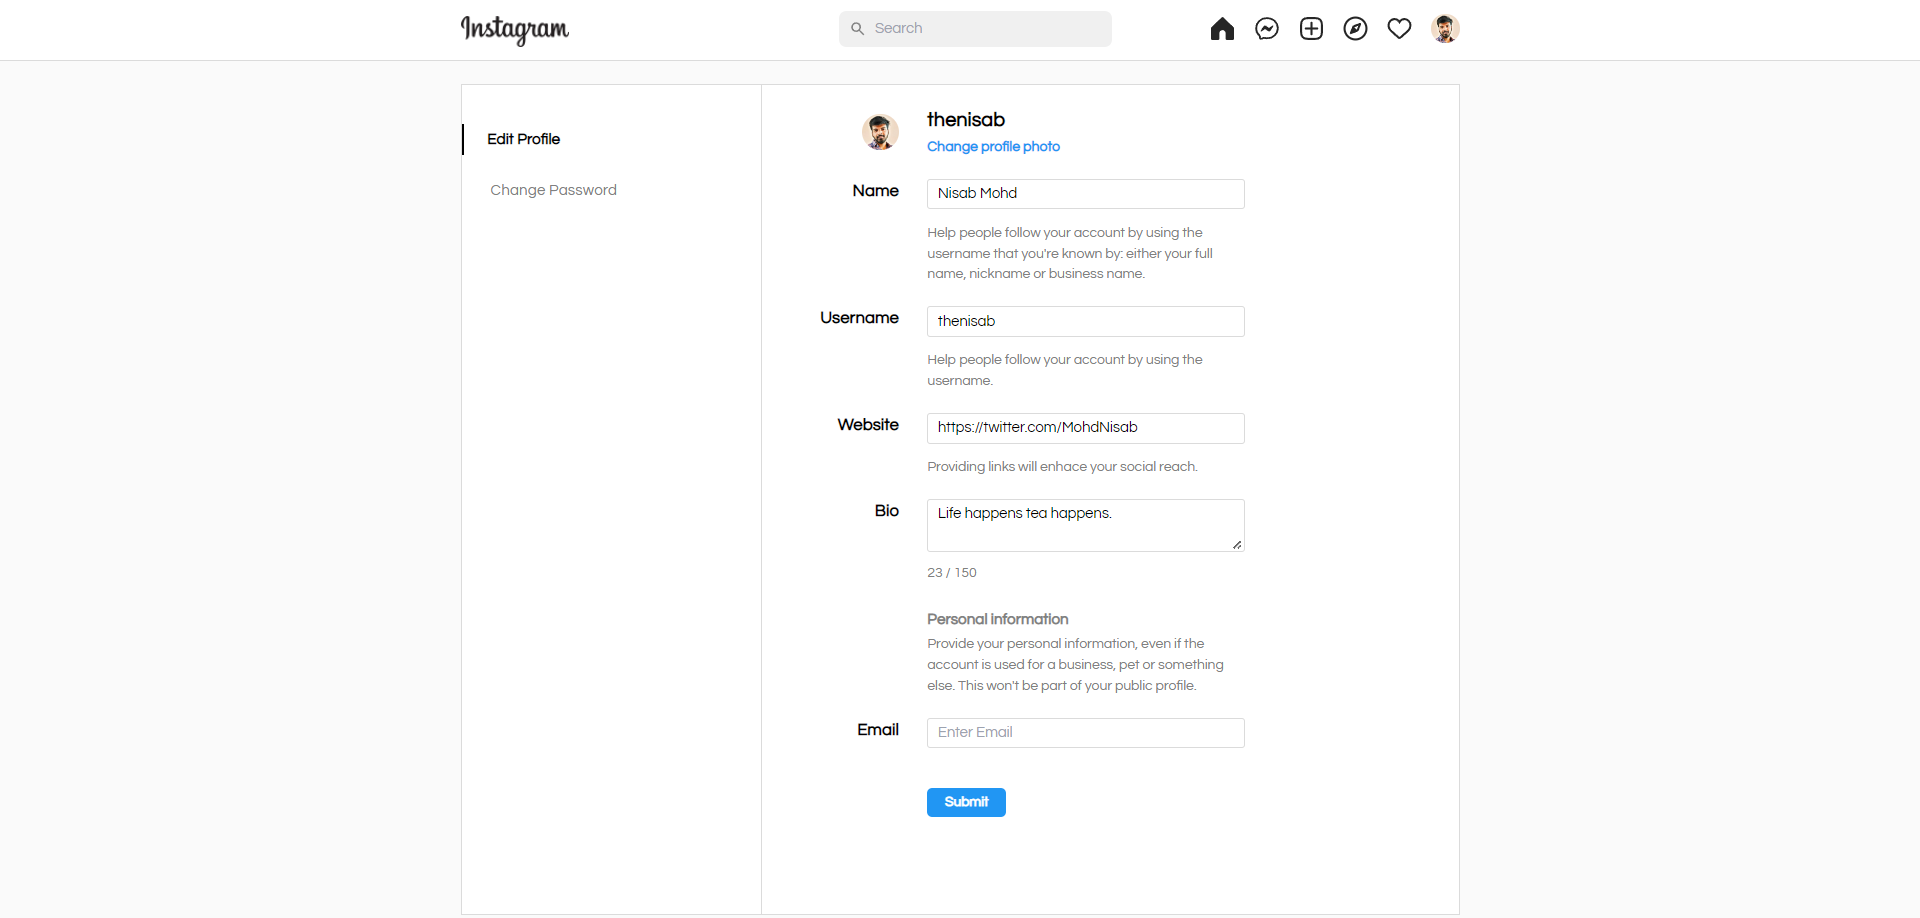 Instagram
Search
Edit Profile
Change Password
thenisab
Change profile photo
Name
Nisab Mohd
Help people follow your account by using the
username that you're known by: either your full
name, nickname or business name.
Username
thenisab
Help people follow your account by using the
username.
Website
https://twitter.com/MohdNisab
Providing links will enhace your social reach.
Bio
Life happens tea happens.
23 / 150
Personal information
Provide your personal information, even if the
account is used for a business, pet or something
else. This won't be part of your public profile.
Email
Enter Email
Submit